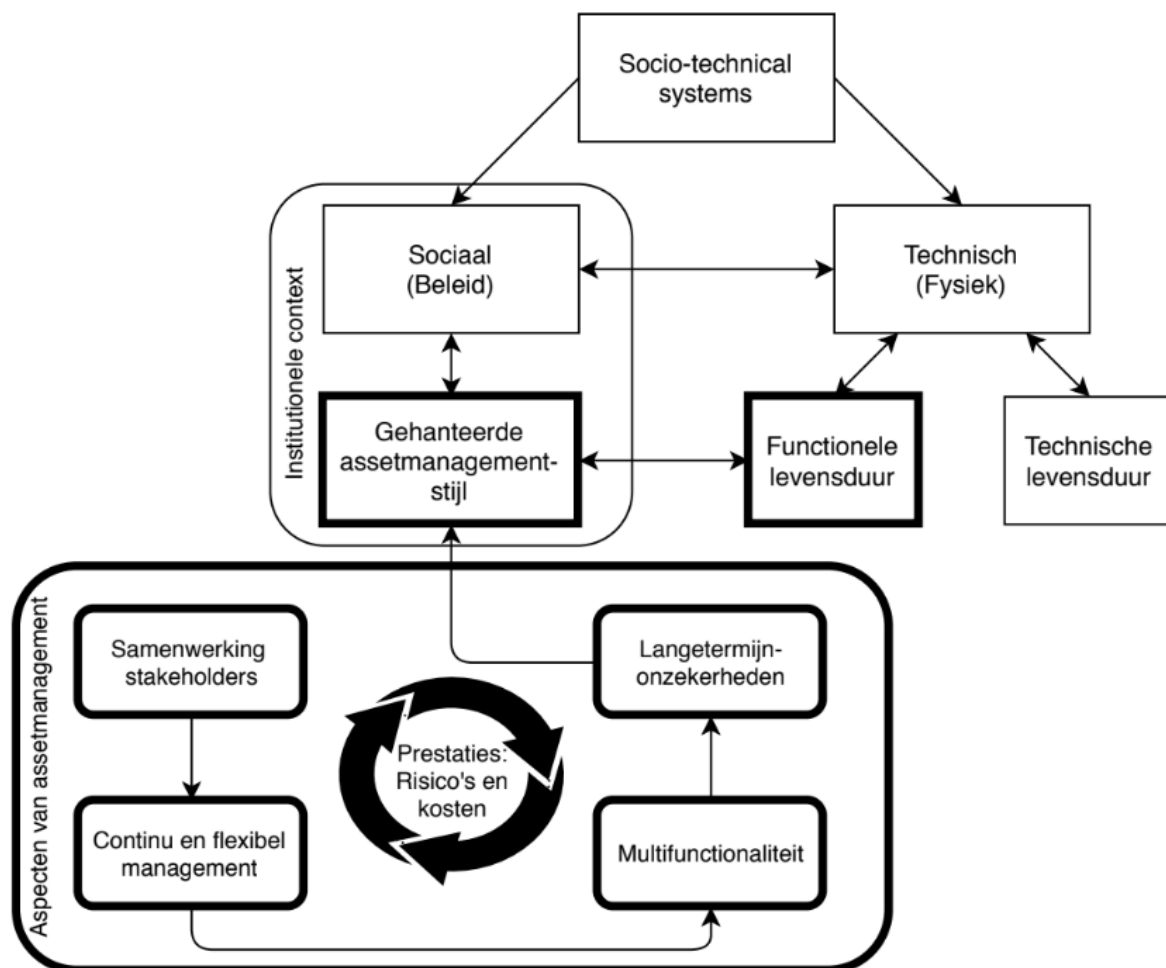 Socio-technical
systems
Institutionele context
Sociaal
(Beleid)
Technisch
(Fysiek)
Gehanteerde
assetmanagement-
stijl
Functionele
levensduur
Technische
levensduur
Aspecten van assetmanagement
Samenwerking
stakeholders
Langetermijn-
onzekerheden
Prestaties:
Risico's en
kosten
Continu en flexibel
management
Multifunctionaliteit